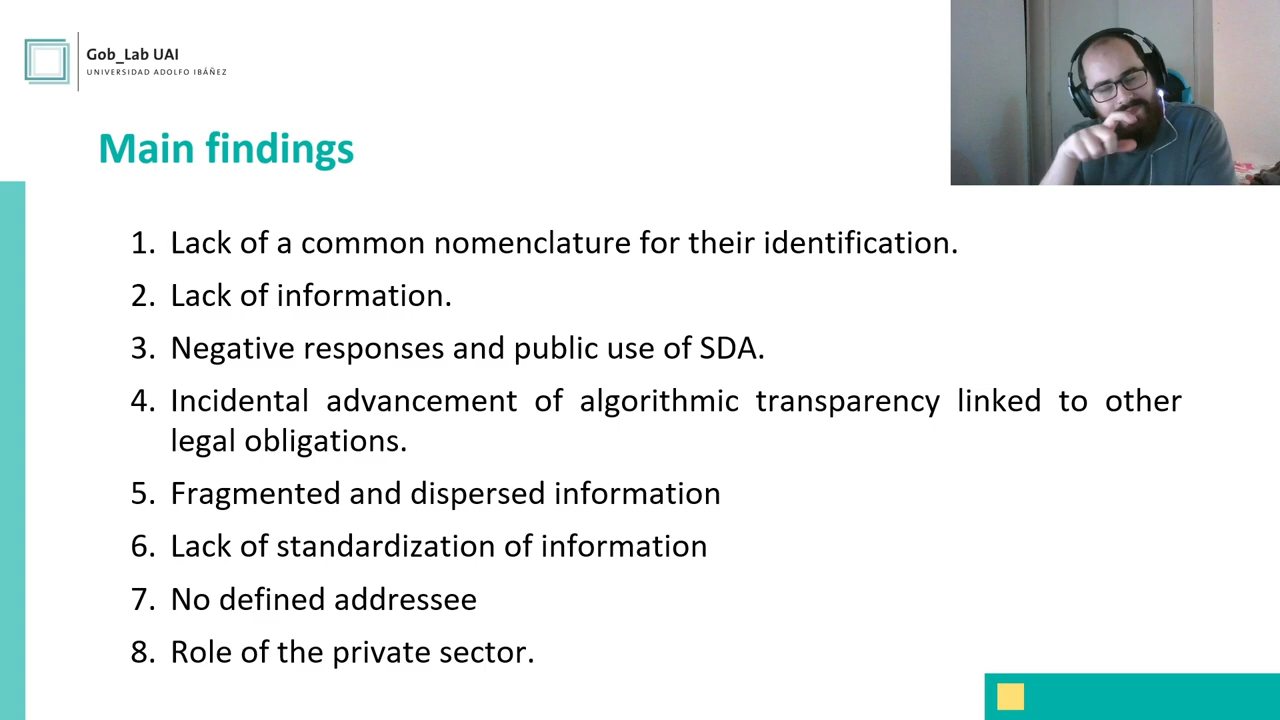 Gob_Lab UAI
UNIVERSIDAD ADOLFO IBÁÑEZ
Main findings
1. Lack of a common nomenclature for their identification.
2. Lack of information.
3. Negative responses and public use of SDA.
4. Incidental advancement of algorithmic transparency linked to other
legal obligations.
5. Fragmented and dispersed information
6. Lack of standardization of information
7. No defined addressee
8. Role of the private sector.